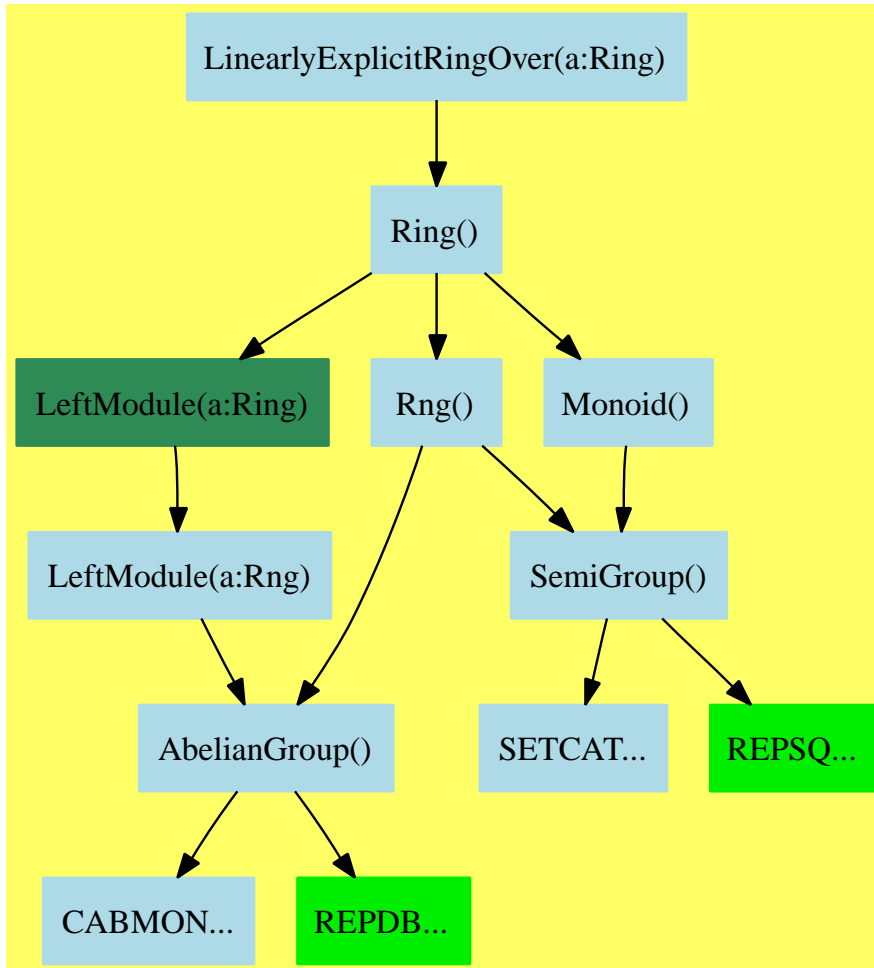 LinearlyExplicitRingOver(a:Ring)
Ring()
LeftModule(a:Ring)
Rng()
Monoid()
LeftModule(a:Rng)
SemiGroup()
AbelianGroup()
SETCAT...
REPSQ...
CABMON...
REPDB...